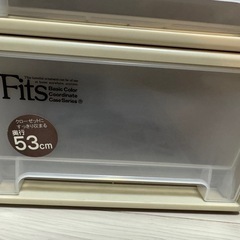 Fits
Basic Color
Coordinate
Case Series
クローゼットに
すっきり収まる
奥行
53cm